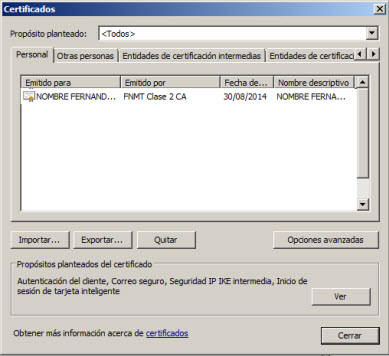 Certificados
Propósito planteado: <Todos>
Personal Otras personas Entidades de certificación intermedias Entidades de certificac
Emitido para Emitido por Fecha de... Nombre descriptivo
NOMBRE FERNAND... FNMT Clase 2 CA 30/08/2014 NOMBRE FERNA...
Importar... Exportar... Quitar Opciones avanzadas
Propósitos planteados del certificado
Autenticación del cliente, Correo seguro, Seguridad IP IKE intermedia, Inicio de
sesión de tarjeta inteligente
Ver
Obtener más información acerca de certificados
Cerrar